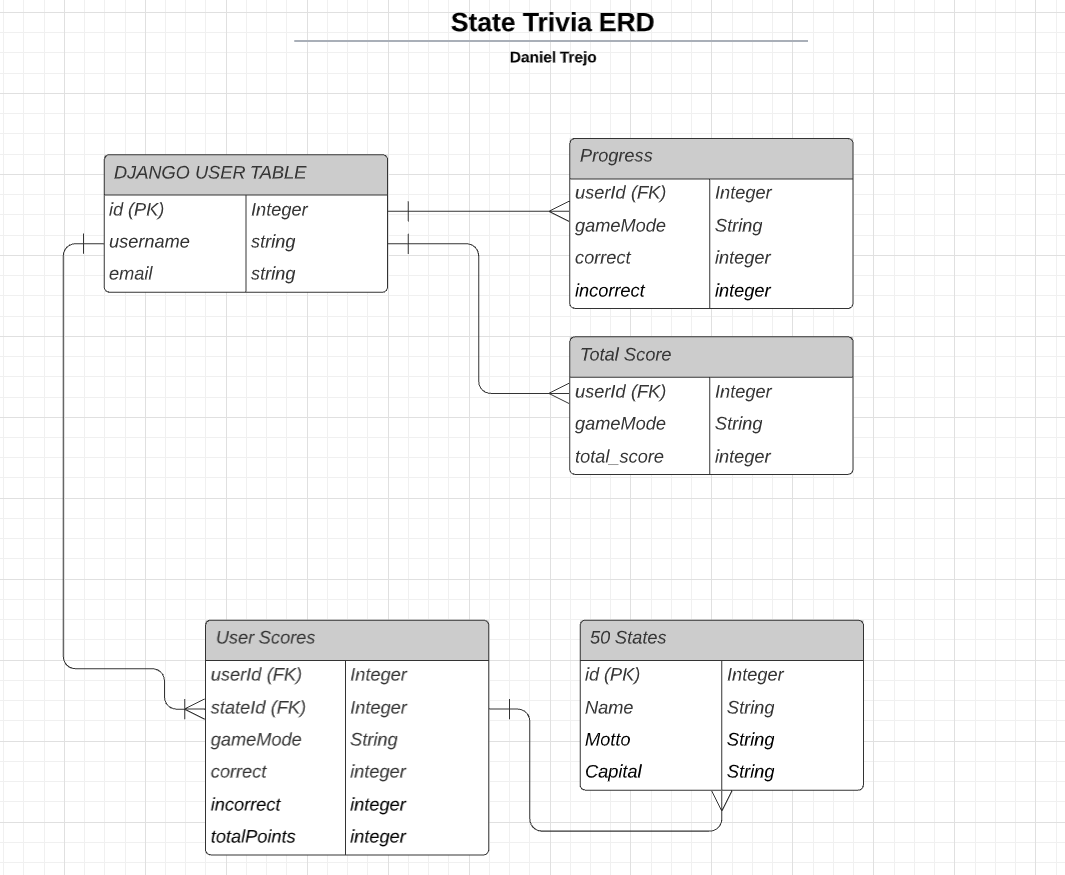 State Trivia ERD
Daniel Trejo
DJANGO USER TABLE
id (PK) Integer
username string
email string
Progress
userId (FK) Integer
gameMode String
correct integer
incorrect integer
Total Score
userId (FK) Integer
gameMode String
total_score integer
User Scores
userId (FK) Integer
stateId (FK) Integer
gameMode String
correct integer
incorrect integer
totalPoints integer
50 States
id (PK) Integer
Name String
Motto String
Capital String